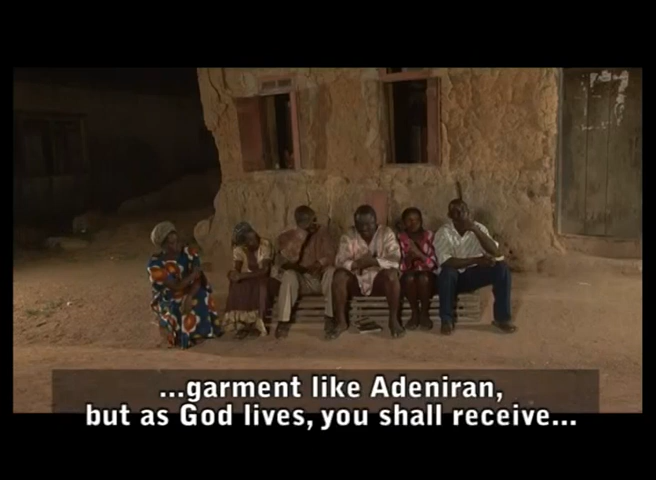 ...garment like Adeniran,
but as God lives, you shall receive...